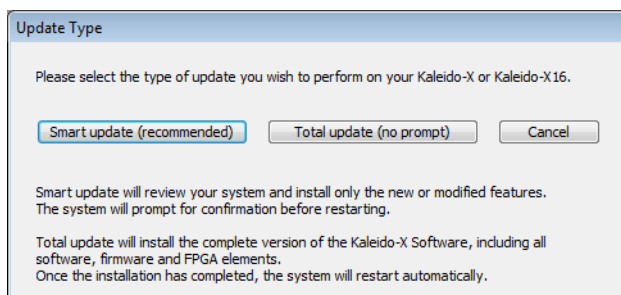 Update Type
Please select the type of update you wish to perform on your Kaleido-X or Kaleido-X16.
Smart update (recommended) Total update (no prompt) Cancel
Smart update will review your system and install only the new or modified features.
The system will prompt for confirmation before restarting.
Total update will install the complete version of the Kaleido-X Software, including all
software, firmware and FPGA elements.
Once the installation has completed, the system will restart automatically.